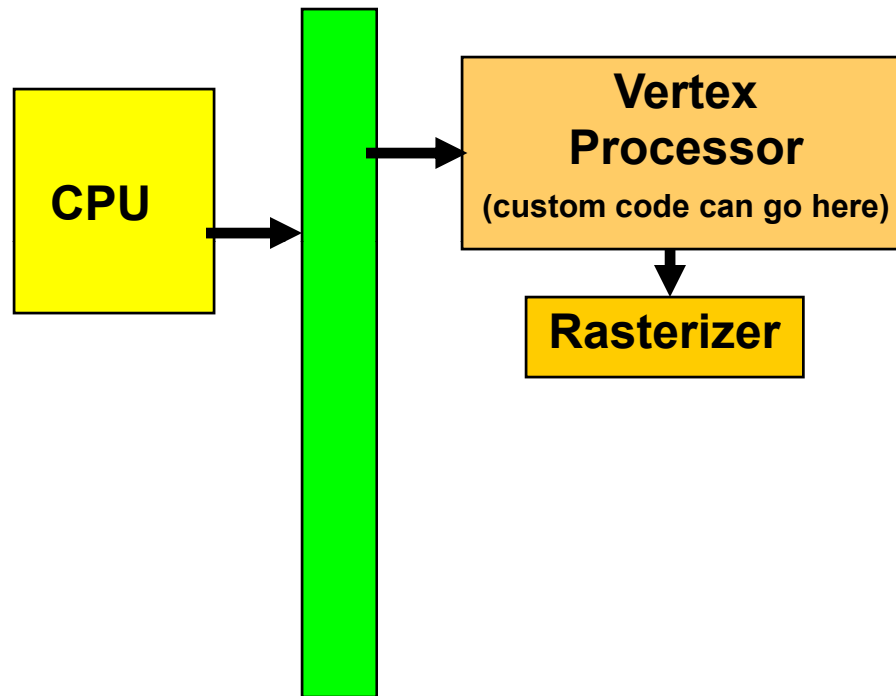 CPU
Vertex
Processor
(custom code can go here)
Rasterizer